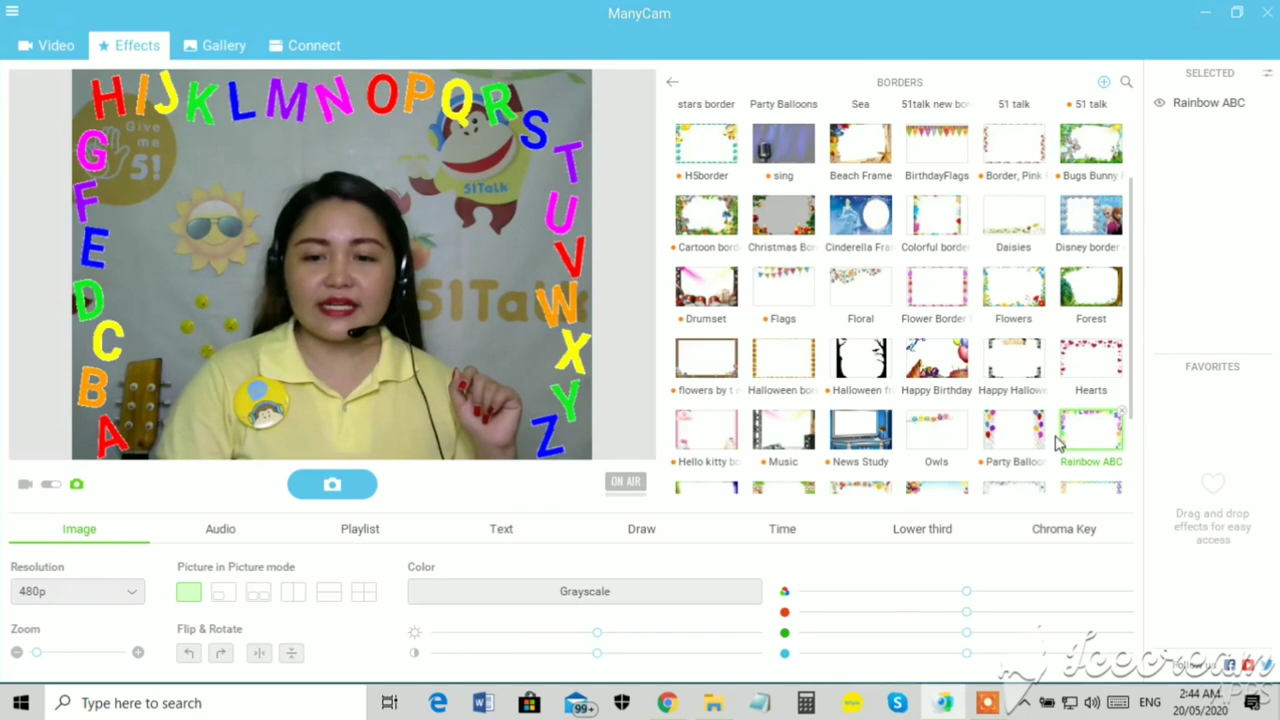 ManyCam
Video
Effects
Gallery
Connect
BORDERS
SELECTED
Rainbow ABC
H I J K L M N O P Q R S T U V W X Y Z
G F E D C B A
Give me 5!
51Talk
51Talk
stars border
Party Balloons
Sea
51talk new bo
51 talk
51 talk
H5border
sing
Beach Frame
BirthdayFlags
Border, Pink
Bugs Bunny
Cartoon bord
Christmas Bor
Cinderella Fra
Colorful border
Daisies
Disney border
Drumset
Flags
Floral
Flower Border
Flowers
Forest
flowers by t
Halloween bor
Halloween fr
Happy Birthday
Happy Hallowe
Hearts
Hello kitty bo
Music
News Study
Owls
Party Balloo
Rainbow ABC
FAVORITES
Drag and drop
effects for easy
access
ON AIR
Image
Audio
Playlist
Text
Draw
Time
Lower third
Chroma Key
Resolution
480p
Picture in Picture mode
Color
Grayscale
Zoom
Flip & Rotate
Follow us
Icecream
APPS
Type here to search
99+
ENG
2:44 AM
20/05/2020